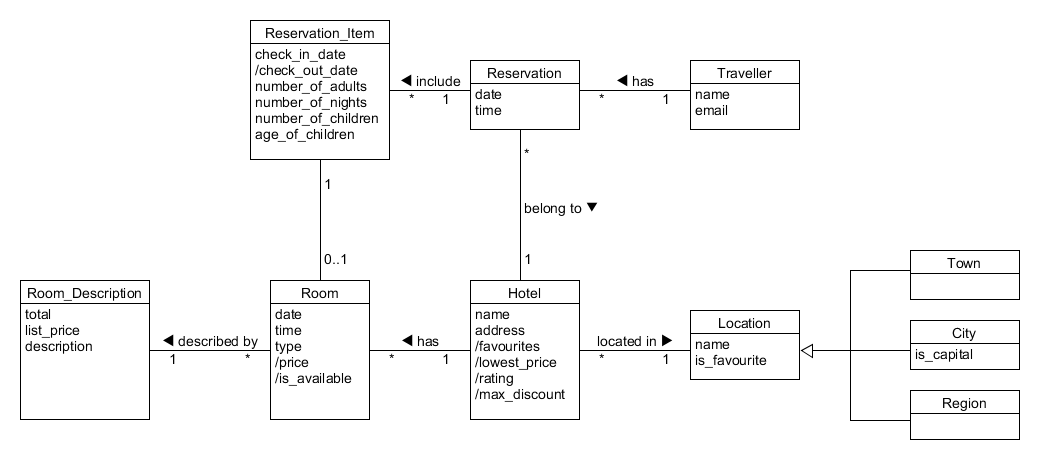 Reservation_Item
check_in_date
/check_out_date
number_of_adults
number_of_nights
number_of_children
age_of_children
◀ include
* 1
Reservation
date
time
◀ has
* 1
Traveller
name
email
1
0..1
*
belong to ▼
1
Room_Description
total
list_price
description
◀ described by
1 *
Room
date
time
type
/price
/is_available
◀ has
* 1
Hotel
name
address
/favourites
/lowest_price
/rating
/max_discount
located in ▶
* 1
Location
name
is_favourite
Town
City
is_capital
Region